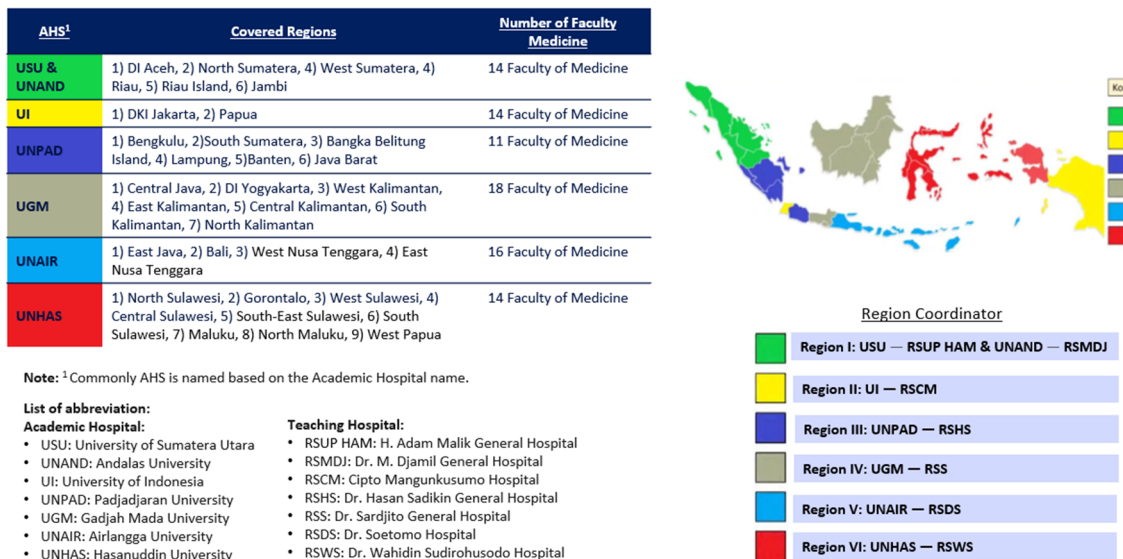 AHS1
Covered Regions
Number of Faculty
Medicine
USU &
UNAND
1) DI Aceh, 2) North Sumatera, 4) West Sumatera, 4)
Riau, 5) Riau Island, 6) Jambi
14 Faculty of Medicine
UI
1) DKI Jakarta, 2) Papua
14 Faculty of Medicine
UNPAD
1) Bengkulu, 2)South Sumatera, 3) Bangka Belitung
Island, 4) Lampung, 5)Banten, 6) Java Barat
11 Faculty of Medicine
UGM
1) Central Java, 2) DI Yogyakarta, 3) West Kalimantan,
4) East Kalimantan, 5) Central Kalimantan, 6) South
Kalimantan, 7) North Kalimantan
18 Faculty of Medicine
UNAIR
1) East Java, 2) Bali, 3) West Nusa Tenggara, 4) East
Nusa Tenggara
16 Faculty of Medicine
UNHAS
1) North Sulawesi, 2) Gorontalo, 3) West Sulawesi, 4)
Central Sulawesi, 5) South-East Sulawesi, 6) South
Sulawesi, 7) Maluku, 8) North Maluku, 9) West Papua
14 Faculty of Medicine
Note: 1 Commonly AHS is named based on the Academic Hospital name.
List of abbreviation:
Academic Hospital:
• USU: University of Sumatera Utara
• UNAND: Andalas University
• UI: University of Indonesia
• UNPAD: Padjadjaran University
• UGM: Gadjah Mada University
• UNAIR: Airlangga University
• UNHAS: Hasanuddin University
Teaching Hospital:
• RSUP HAM: H. Adam Malik General Hospital
• RSMDJ: Dr. M. Djamil General Hospital
• RSCM: Cipto Mangunkusumo Hospital
• RSHS: Dr. Hasan Sadikin General Hospital
• RSS: Dr. Sardjito General Hospital
• RSDS: Dr. Soetomo Hospital
• RSWS: Dr. Wahidin Sudirohusodo Hospital
Ko
Region Coordinator
Region I: USU — RSUP HAM & UNAND — RSMDJ
Region II: UI — RSCM
Region III: UNPAD — RSHS
Region IV: UGM — RSS
Region V: UNAIR — RSDS
Region VI: UNHAS — RSWS